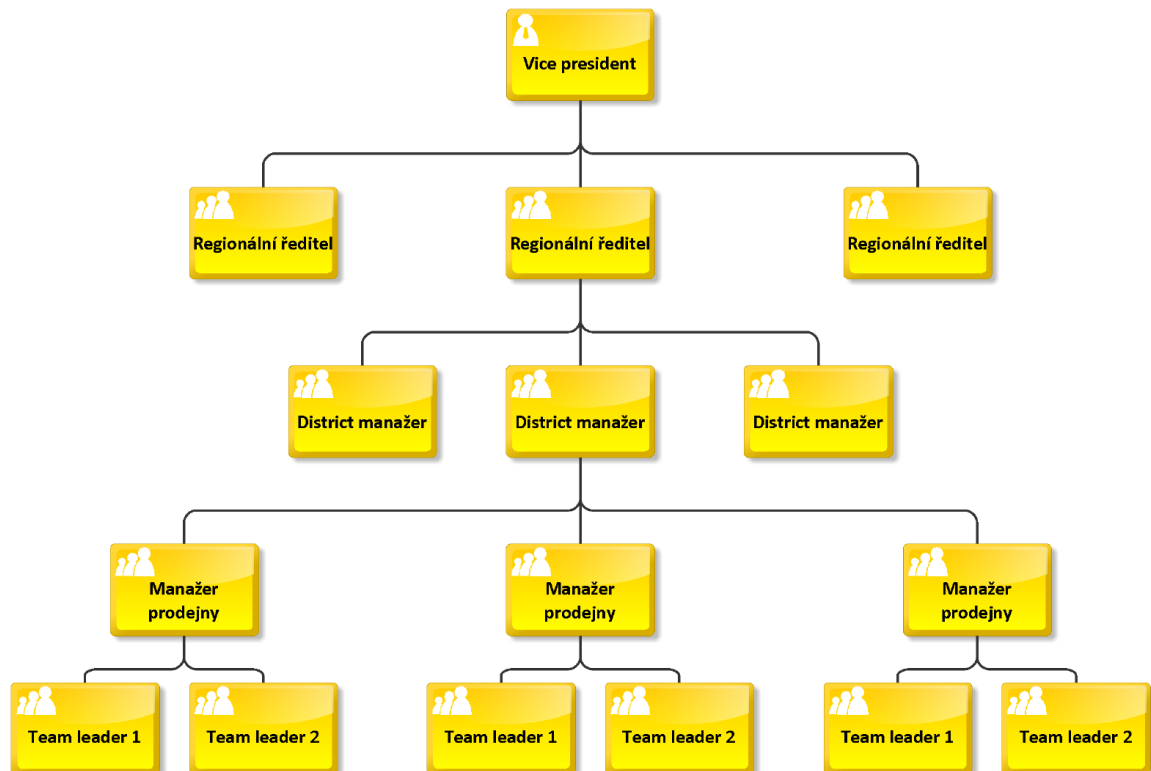 Vice president
Regionální ředitel
Regionální ředitel
Regionální ředitel
District manažer
District manažer
District manažer
Manažer
prodejny
Manažer
prodejny
Manažer
prodejny
Team leader 1
Team leader 2
Team leader 1
Team leader 2
Team leader 1
Team leader 2